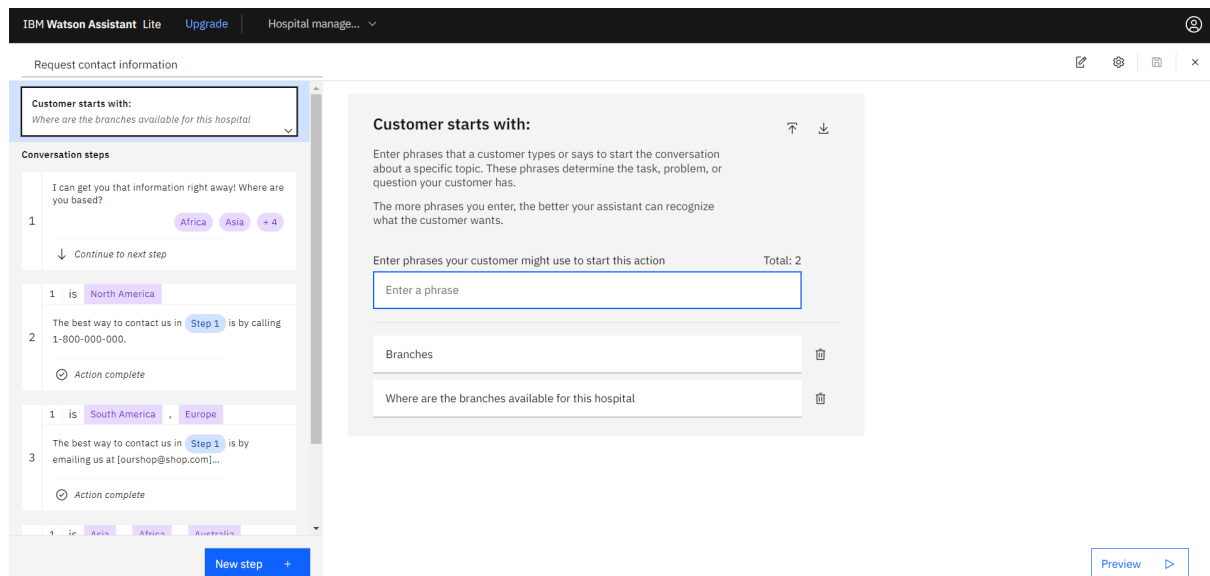 IBM Watson Assistant Lite Upgrade Hospital manage...
Request contact information
Customer starts with:
Where are the branches available for this hospital
Conversation steps
1
I can get you that information right away! Where are
you based?
Africa Asia + 4
Continue to next step
1 is North America
2
The best way to contact us in Step 1 is by calling
1-800-000-000.
Action complete
1 is South America , Europe
3
The best way to contact us in Step 1 is by
emailing us at [ourshop@shop.com]...
Action complete
1 is Asia , Africa , Australia
New step +
Customer starts with:
Enter phrases that a customer types or says to start the conversation
about a specific topic. These phrases determine the task, problem, or
question your customer has.
The more phrases you enter, the better your assistant can recognize
what the customer wants.
Enter phrases your customer might use to start this action Total: 2
Enter a phrase
Branches
Where are the branches available for this hospital
Preview